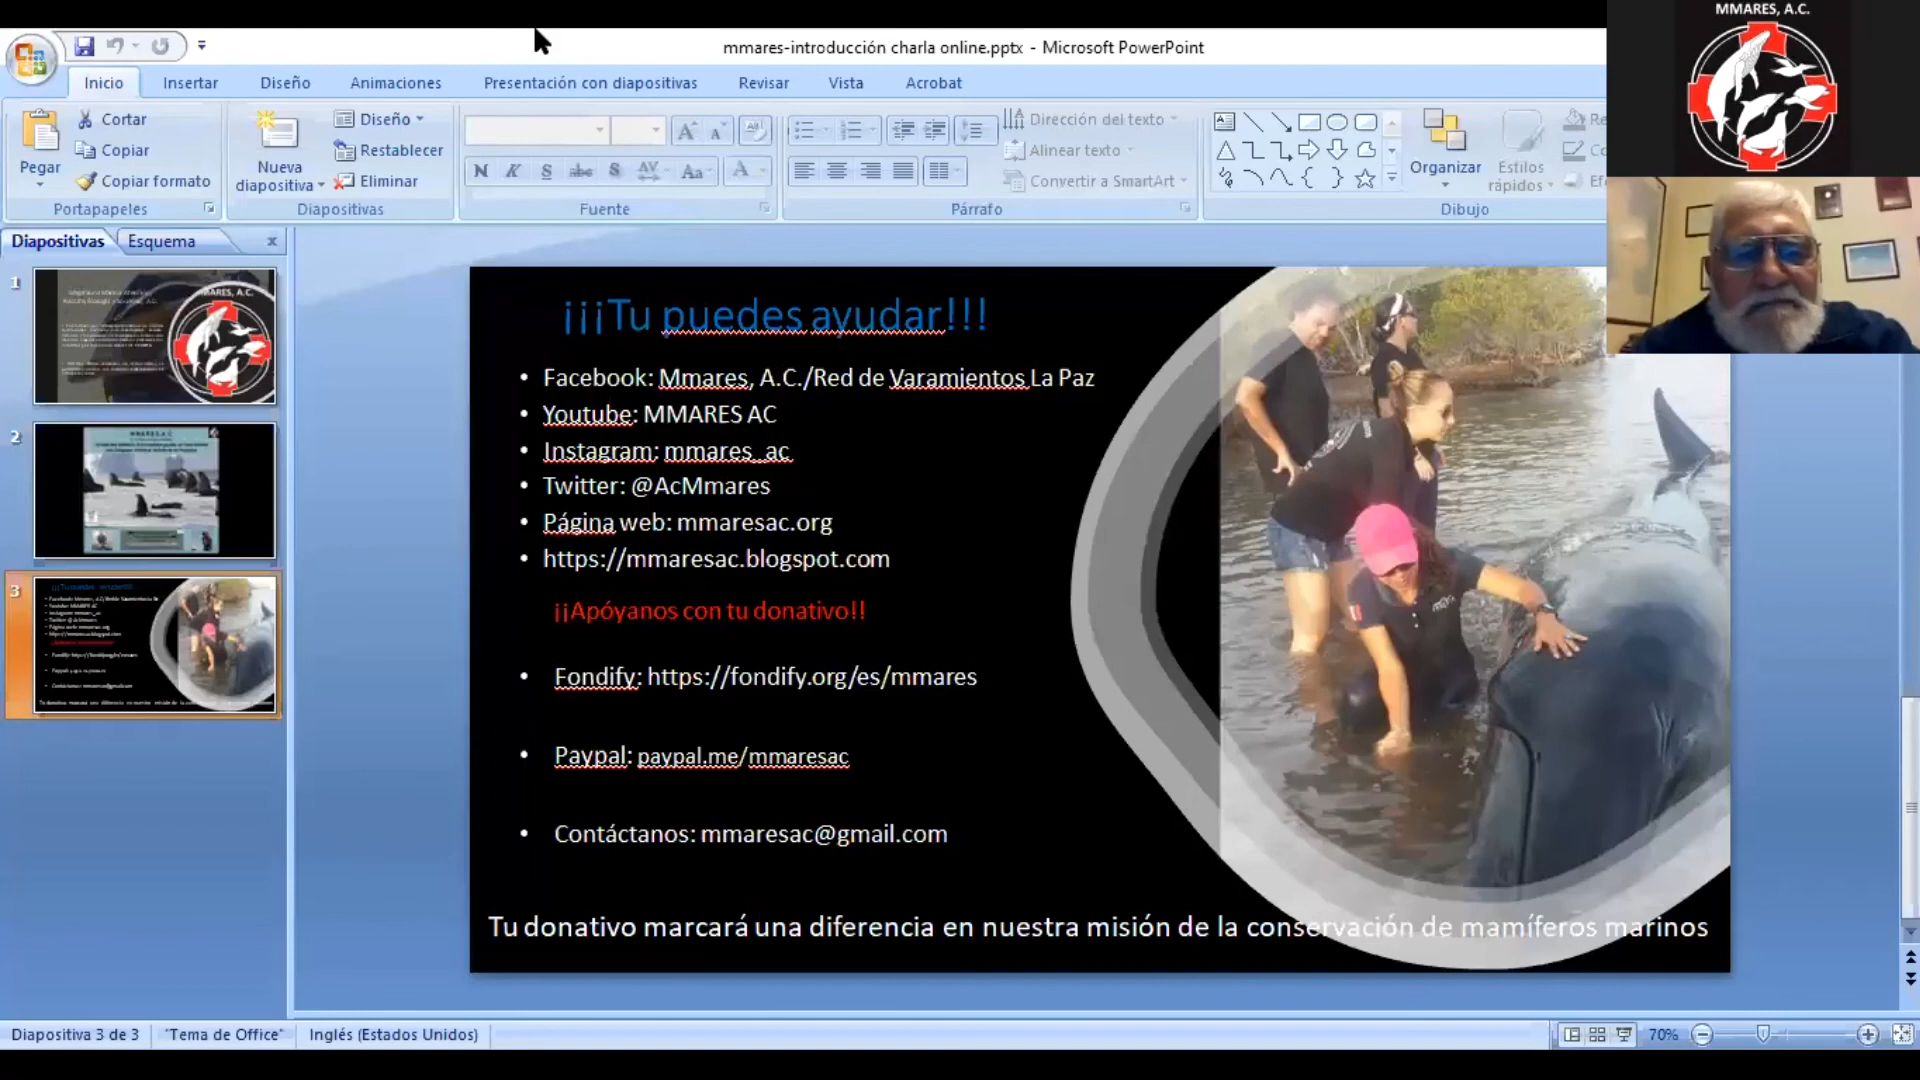 MMARES, A.C.
mmares-introducción charla online.pptx - Microsoft PowerPoint
Inicio
Insertar
Diseño
Animaciones
Presentación con diapositivas
Revisar
Vista
Acrobat
Pegar
Cortar
Copiar
Copiar formato
Portapapeles
Nueva
diapositiva
Diseño
Restablecer
Eliminar
Diapositivas
Fuente
Dirección del texto
Alinear texto
Convertir a SmartArt
Párrafo
Organizar
Estilos
rápidos
Dibujo
Diapositivas
Esquema
1
2
3
¡¡¡Tu puedes ayudar!!!
• Facebook: Mmares, A.C./Red de Varamientos La Paz
• Youtube: MMARES AC
• Instagram: mmares_ac
• Twitter: @AcMmares
• Página web: mmaresac.org
• https://mmaresac.blogspot.com
¡¡Apóyanos con tu donativo!!
• Fondify: https://fondify.org/es/mmares
• Paypal: paypal.me/mmaresac
• Contáctanos: mmaresac@gmail.com
Tu donativo marcará una diferencia en nuestra misión de la conservación de mamíferos marinos
Diapositiva 3 de 3
"Tema de Office"
Inglés (Estados Unidos)
70%